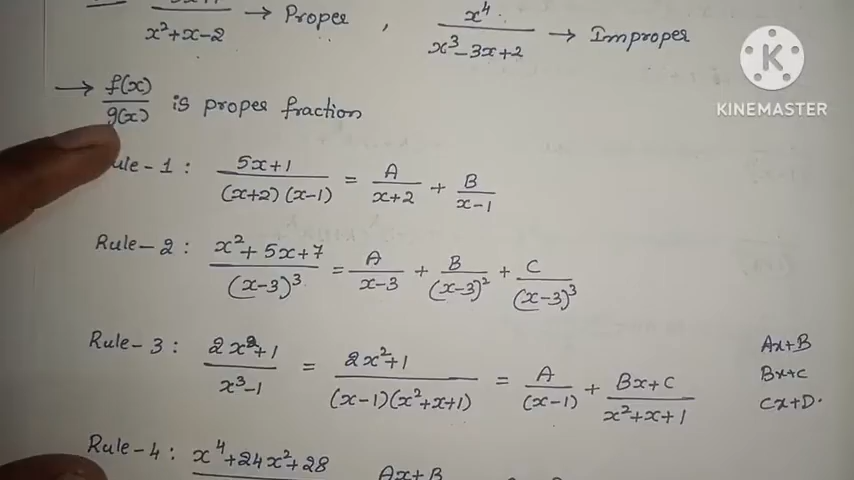 x²+x-2 → Proper , x⁴ / x³-3x+2 → Improper
→ f(x)/g(x) is proper fraction
Rule-1 : 5x+1 / (x+2)(x-1) = A/x+2 + B/x-1
Rule-2 : x²+5x+7 / (x-3)³ = A/x-3 + B/(x-3)² + C/(x-3)³
Rule-3 : 2x²+1 / x³-1 = 2x²+1 / (x-1)(x²+x+1) = A/(x-1) + Bx+C / x²+x+1
Ax+B
Bx+C
Cx+D.
Rule-4 : x⁴+24x²+28 Ax+B
KINEMASTER